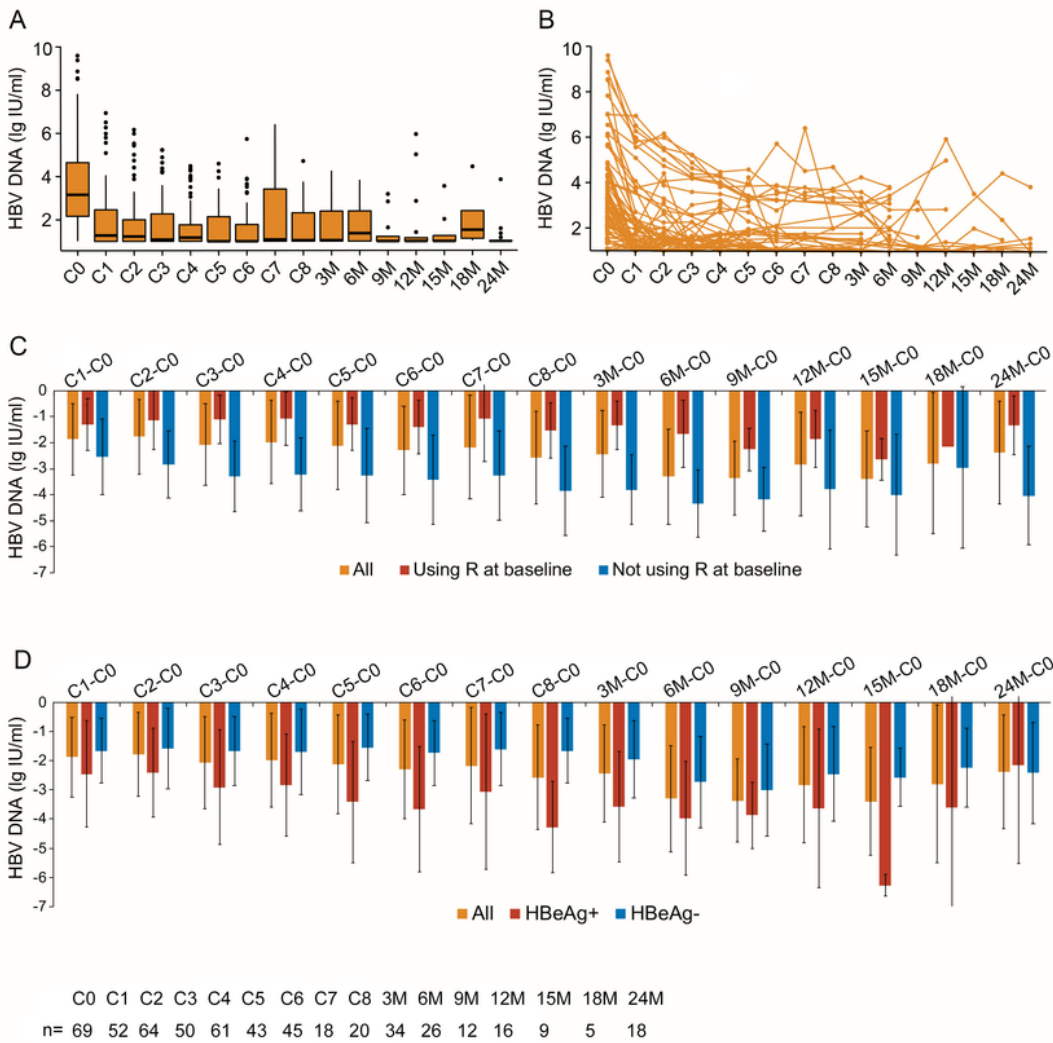 A
HBV DNA (lg IU/ml)
10
8
6
4
2
C0 C1 C2 C3 C4 C5 C6 C7 C8 3M 6M 9M 12M 15M 18M 24M
B
HBV DNA (lg IU/ml)
10
8
6
4
2
C0 C1 C2 C3 C4 C5 C6 C7 C8 3M 6M 9M 12M 15M 18M 24M
C
C1-C0 C2-C0 C3-C0 C4-C0 C5-C0 C6-C0 C7-C0 C8-C0 3M-C0 6M-C0 9M-C0 12M-C0 15M-C0 18M-C0 24M-C0
HBV DNA (lg IU/ml)
0
-1
-2
-3
-4
-5
-6
-7
All Using R at baseline Not using R at baseline
D
C1-C0 C2-C0 C3-C0 C4-C0 C5-C0 C6-C0 C7-C0 C8-C0 3M-C0 6M-C0 9M-C0 12M-C0 15M-C0 18M-C0 24M-C0
HBV DNA (lg IU/ml)
0
-1
-2
-3
-4
-5
-6
-7
All HBeAg+ HBeAg-
C0 C1 C2 C3 C4 C5 C6 C7 C8 3M 6M 9M 12M 15M 18M 24M
n= 69 52 64 50 61 43 45 18 20 34 26 12 16 9 5 18